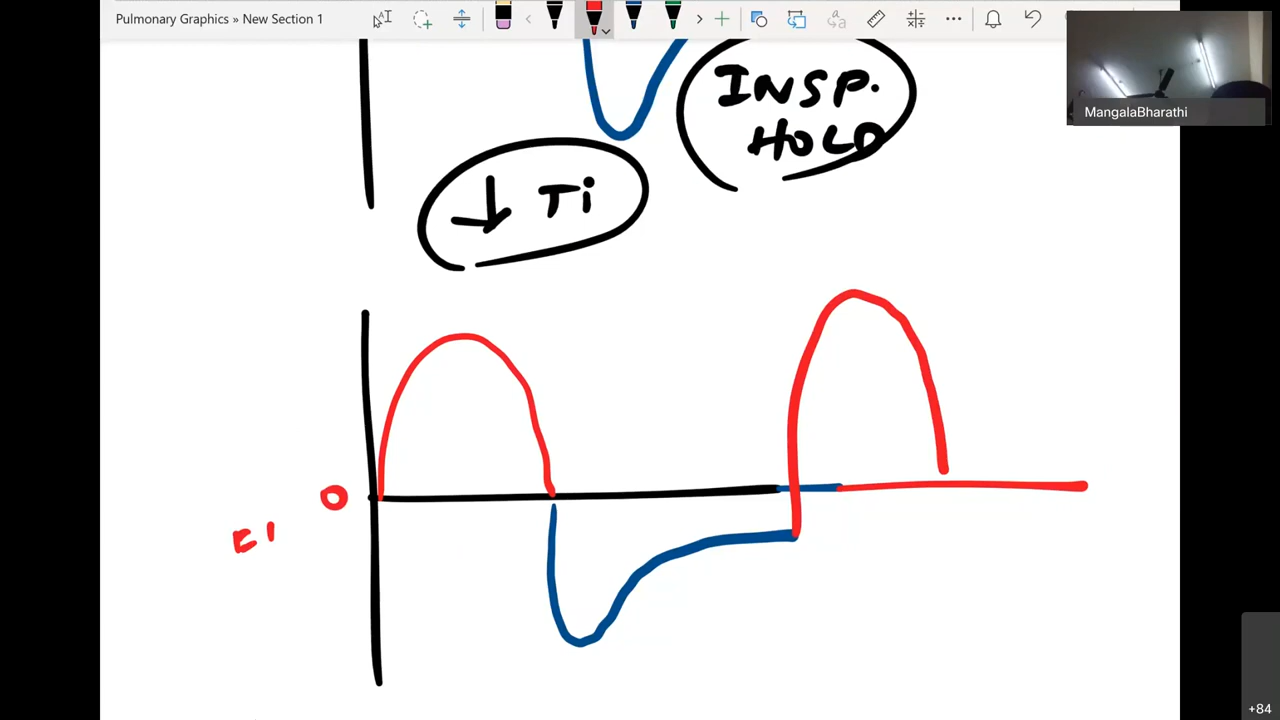 Pulmonary Graphics » New Section 1
MangalaBharathi
INSP.
HOLD
↓ Ti
0
+84